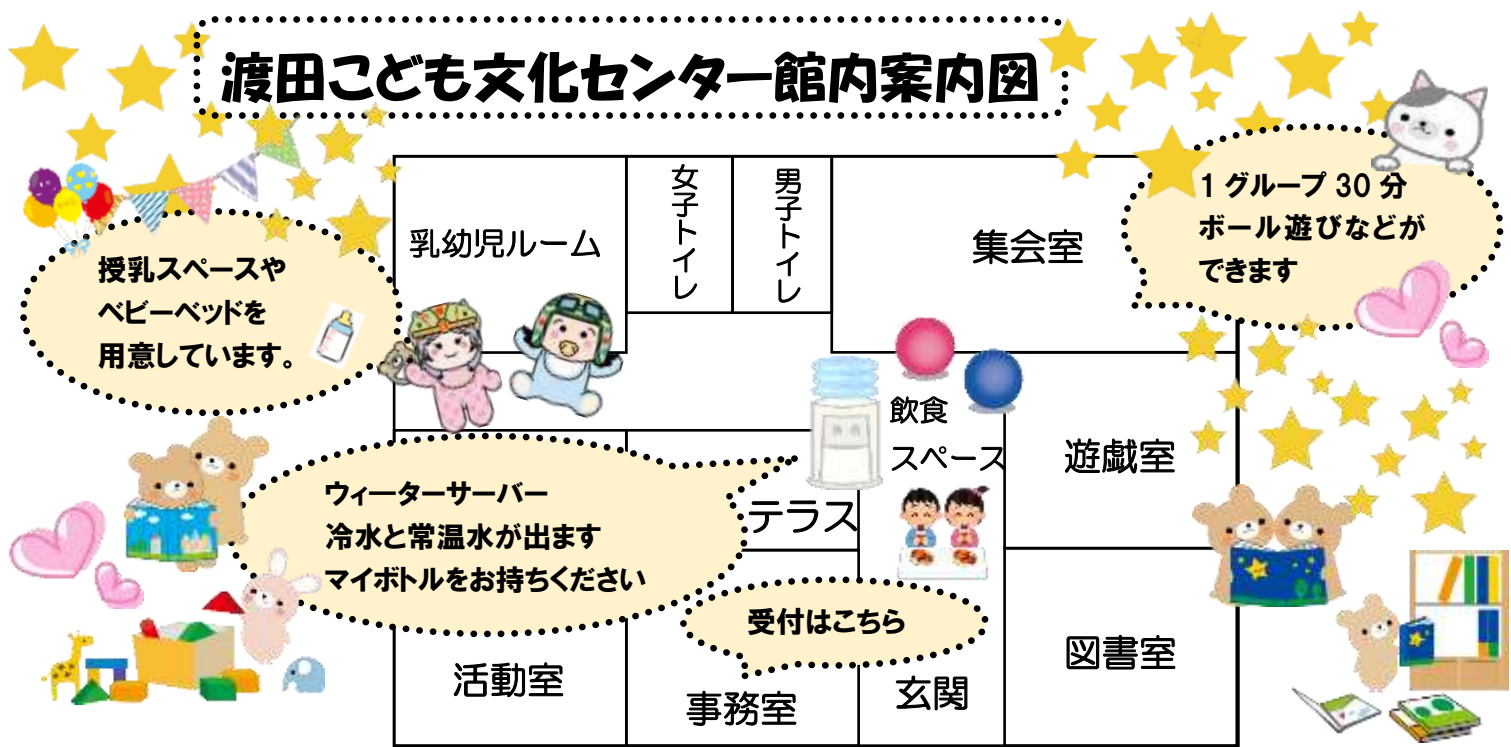 渡田こども文化センター館内案内図
乳幼児ルーム
女子トイレ
男子トイレ
集会室
1グループ 30 分
ボール遊びなどが
できます
授乳スペースや
ベビーベッドを
用意しています。
飲食
スペース
遊戯室
ウィーターサーバー
冷水と常温水が出ます
マイボトルをお持ちください
テラス
受付はこちら
活動室
事務室
玄関
図書室